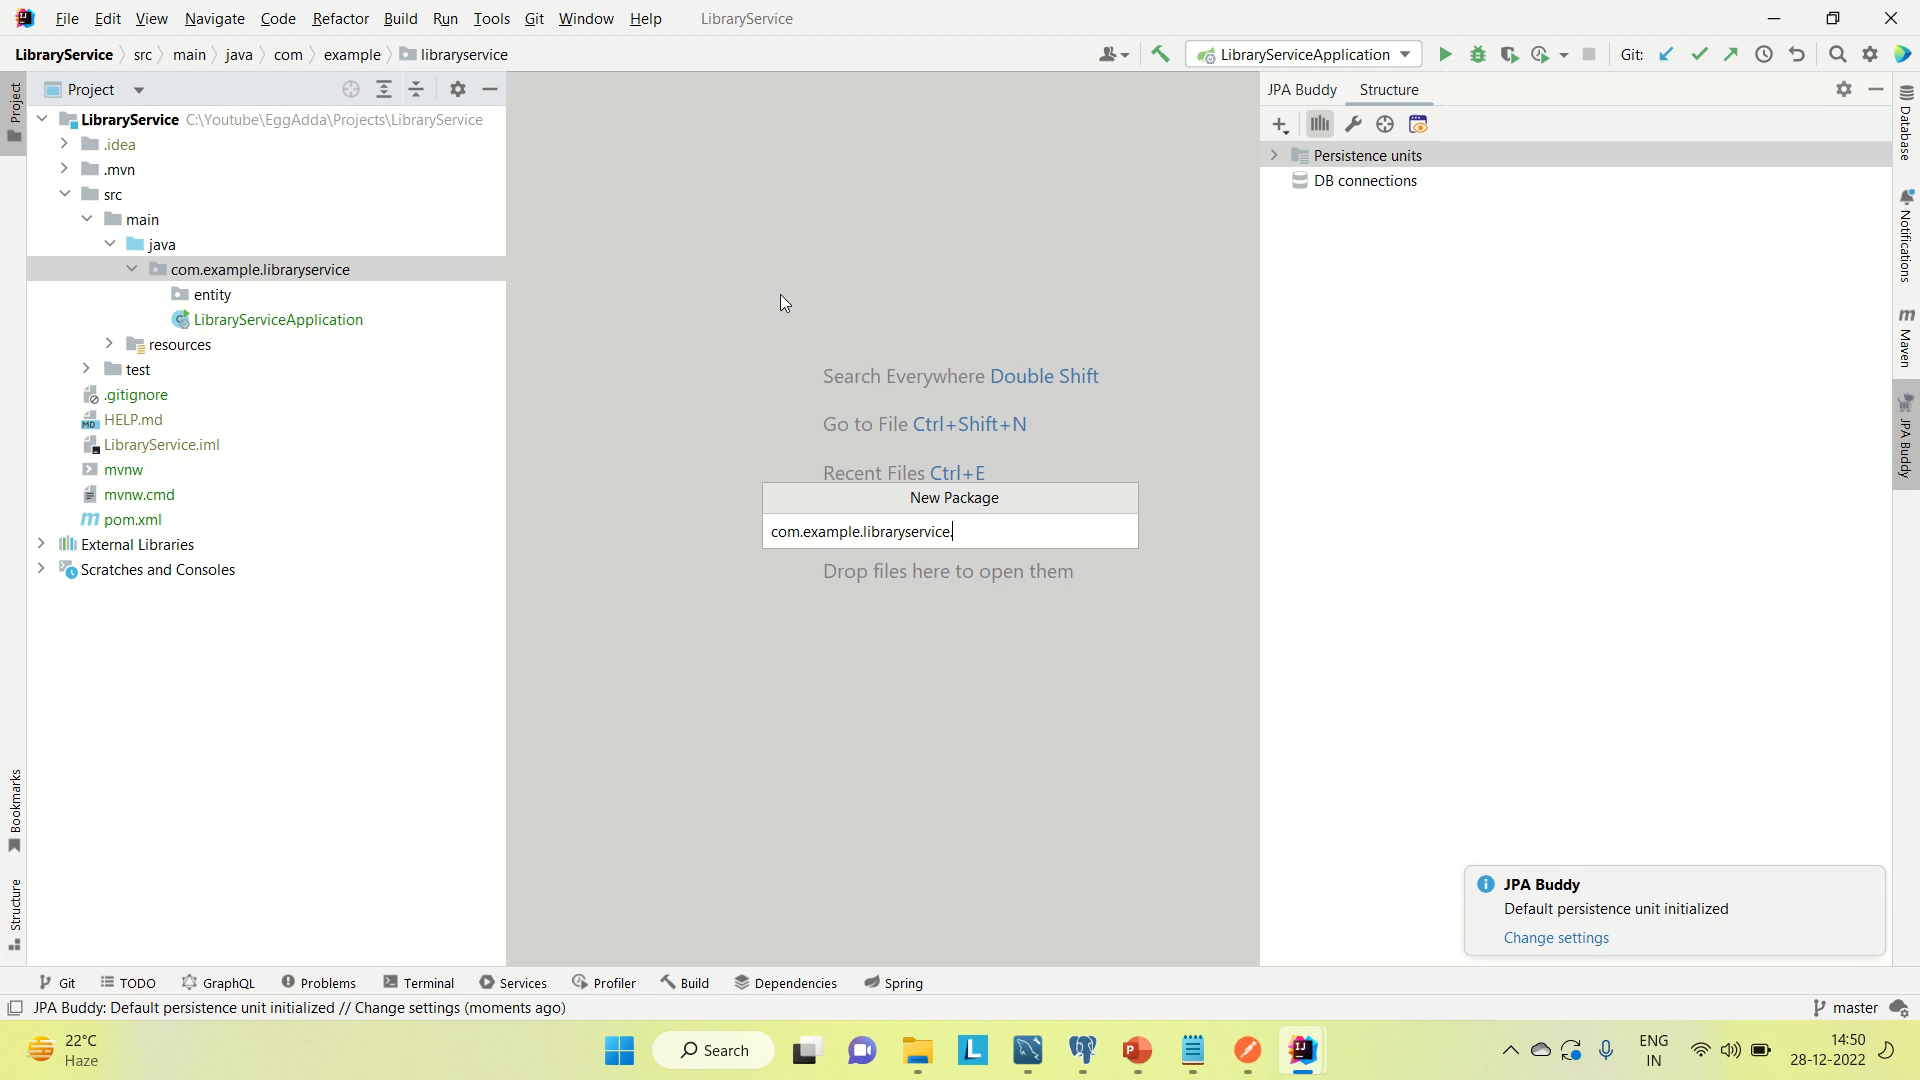 File Edit View Navigate Code Refactor Build Run Tools Git Window Help LibraryService
LibraryService src main java com example libraryservice LibraryServiceApplication Git:
Project
JPA Buddy Structure
LibraryService C:\Youtube\EggAdda\Projects\LibraryService
.idea
.mvn
src
main
java
com.example.libraryservice
entity
LibraryServiceApplication
resources
test
.gitignore
HELP.md
LibraryService.iml
mvnw
mvnw.cmd
pom.xml
External Libraries
Scratches and Consoles
Search Everywhere Double Shift
Go to File Ctrl+Shift+N
Recent Files Ctrl+E
New Package
com.example.libraryservice.
Drop files here to open them
Persistence units
DB connections
JPA Buddy
Default persistence unit initialized
Change settings
Project
Bookmarks
Structure
Database
Notifications
Maven
JPA Buddy
Git TODO GraphQL Problems Terminal Services Profiler Build Dependencies Spring
JPA Buddy: Default persistence unit initialized // Change settings (moments ago) master
22°C
Haze
Search
ENG
IN
14:50
28-12-2022